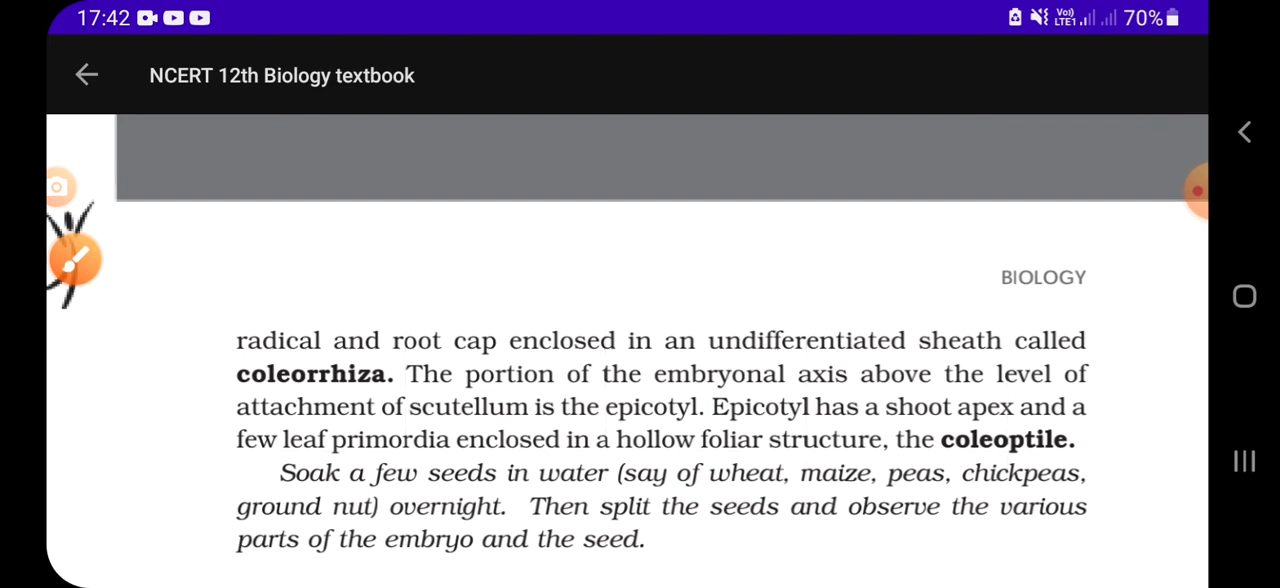 17:42
Vo)) LTE1 70%
NCERT 12th Biology textbook
BIOLOGY
radical and root cap enclosed in an undifferentiated sheath called
coleorrhiza. The portion of the embryonal axis above the level of
attachment of scutellum is the epicotyl. Epicotyl has a shoot apex and a
few leaf primordia enclosed in a hollow foliar structure, the coleoptile.
Soak a few seeds in water (say of wheat, maize, peas, chickpeas,
ground nut) overnight. Then split the seeds and observe the various
parts of the embryo and the seed.